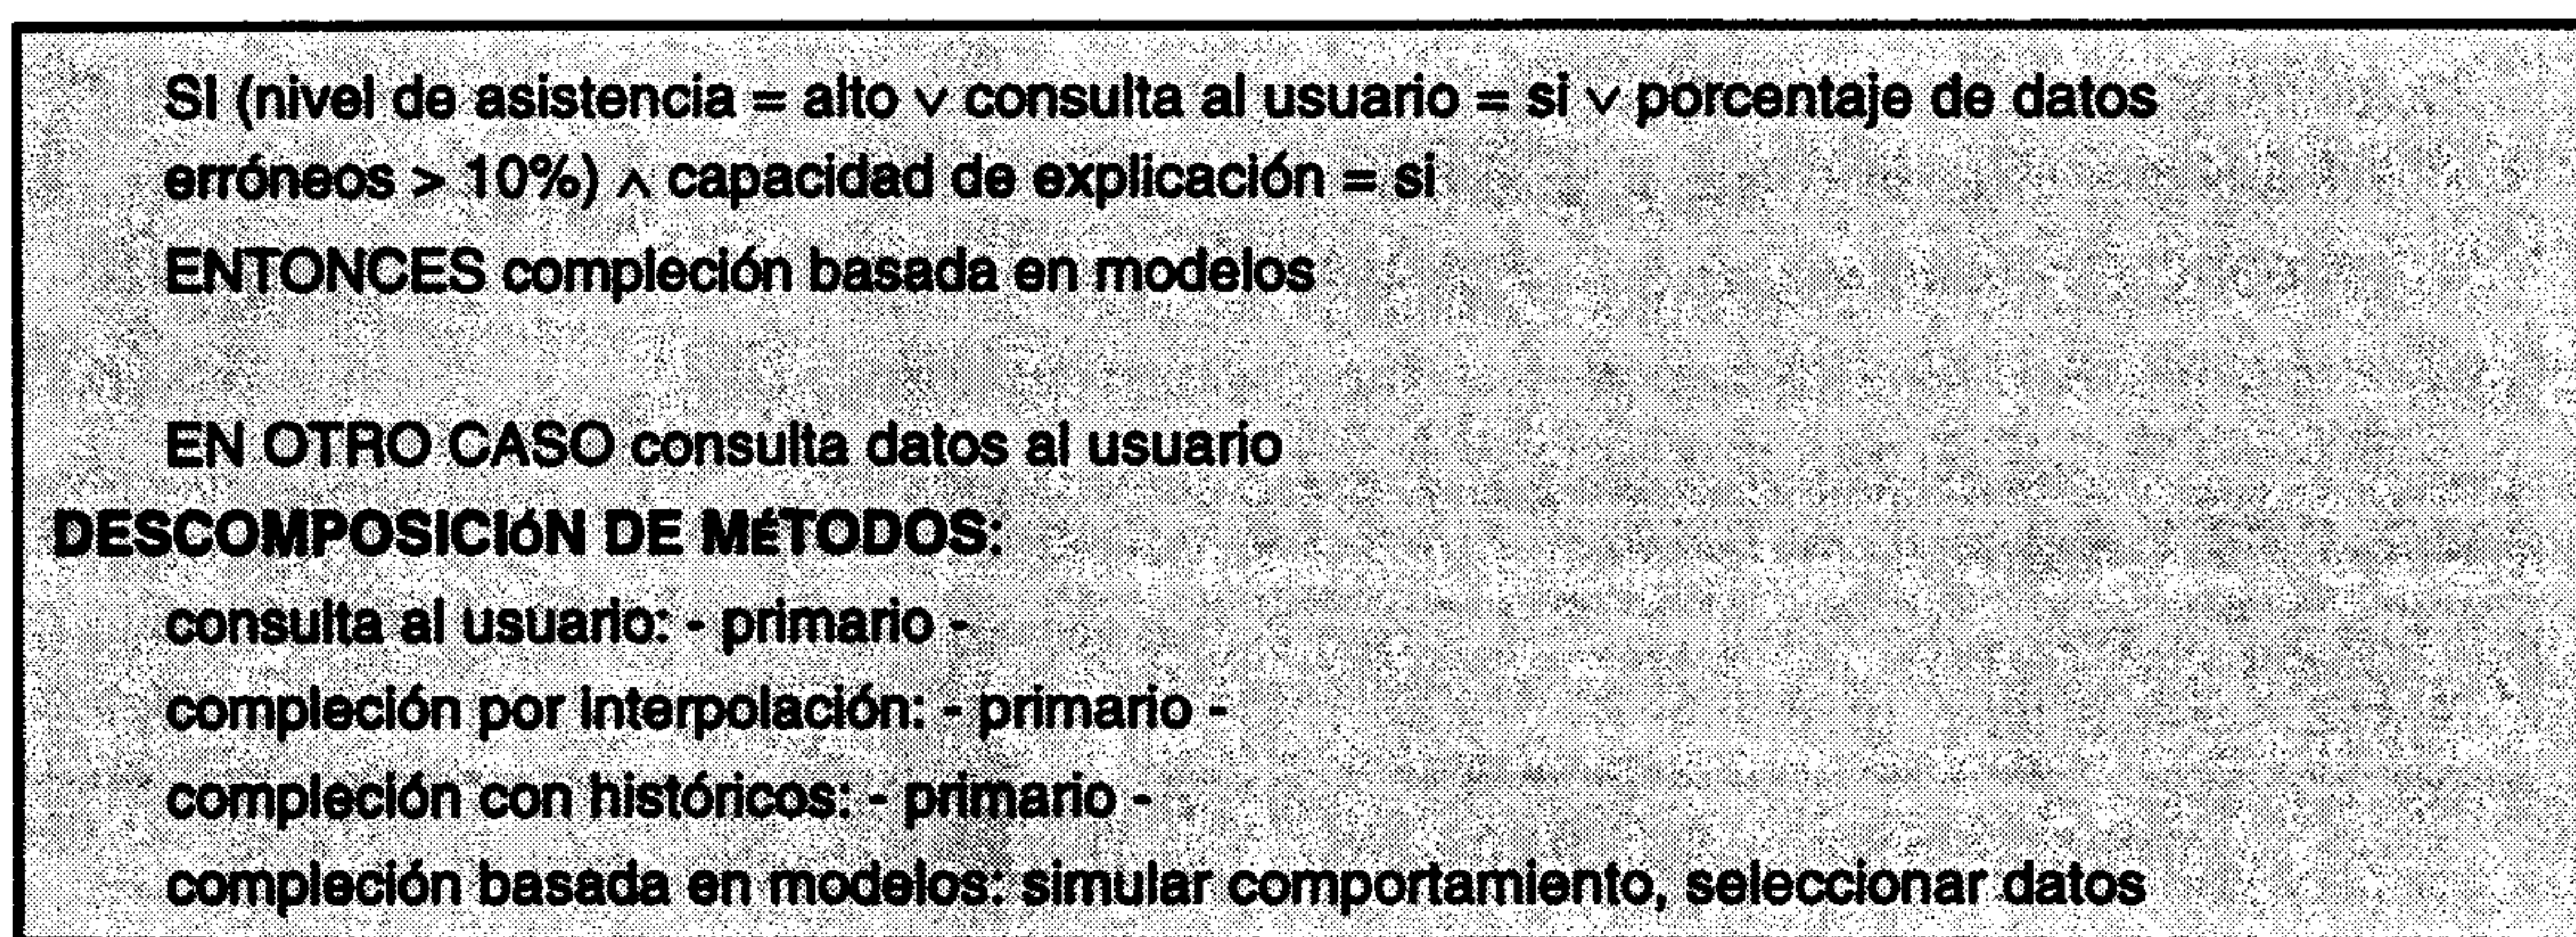 SI (nivel de asistencia = alto ∨ consulta al usuario = si ∨ porcentaje de datos
erróneos > 10%) ∧ capacidad de explicación = si
ENTONCES compleción basada en modelos
EN OTRO CASO consulta datos al usuario
DESCOMPOSICIóN DE MÉTODOS:
consulta al usuario: - primario -
compleción por interpolación: - primario -
compleción con históricos: - primario -
compleción basada en modelos: simular comportamiento, seleccionar datos